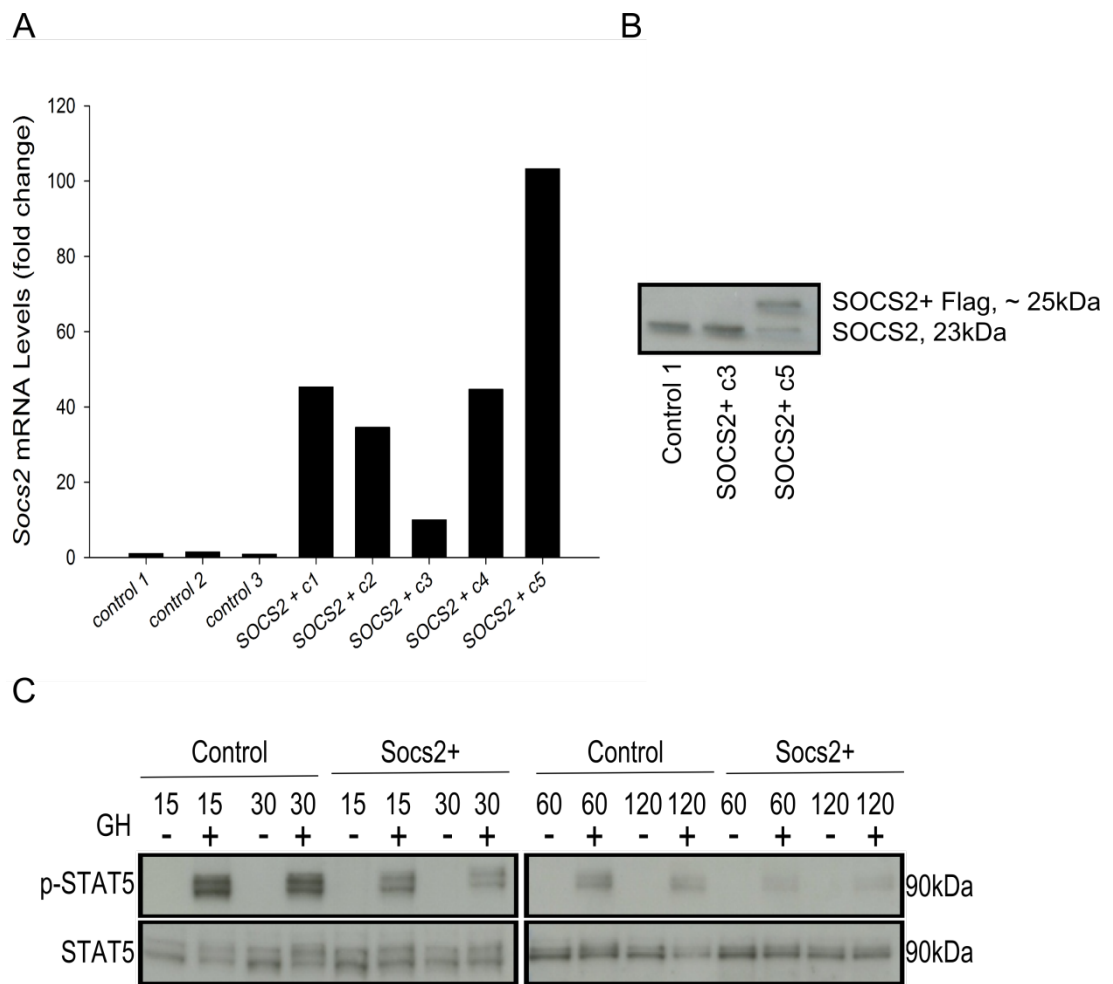 A
B
Socs2 mRNA Levels (fold change)
120
100
80
60
40
20
0
control 1
control 2
control 3
SOCS2 + c1
SOCS2 + c2
SOCS2 + c3
SOCS2 + c4
SOCS2 + c5
SOCS2+ Flag, ~ 25kDa
SOCS2, 23kDa
Control 1
SOCS2+ c3
SOCS2+ c5
C
Control Socs2+ Control Socs2+
15 15 30 30 15 15 30 30 60 60 120 120 60 60 120 120
GH - + - + - + - + - + - + - + - +
p-STAT5 90kDa
STAT5 90kDa